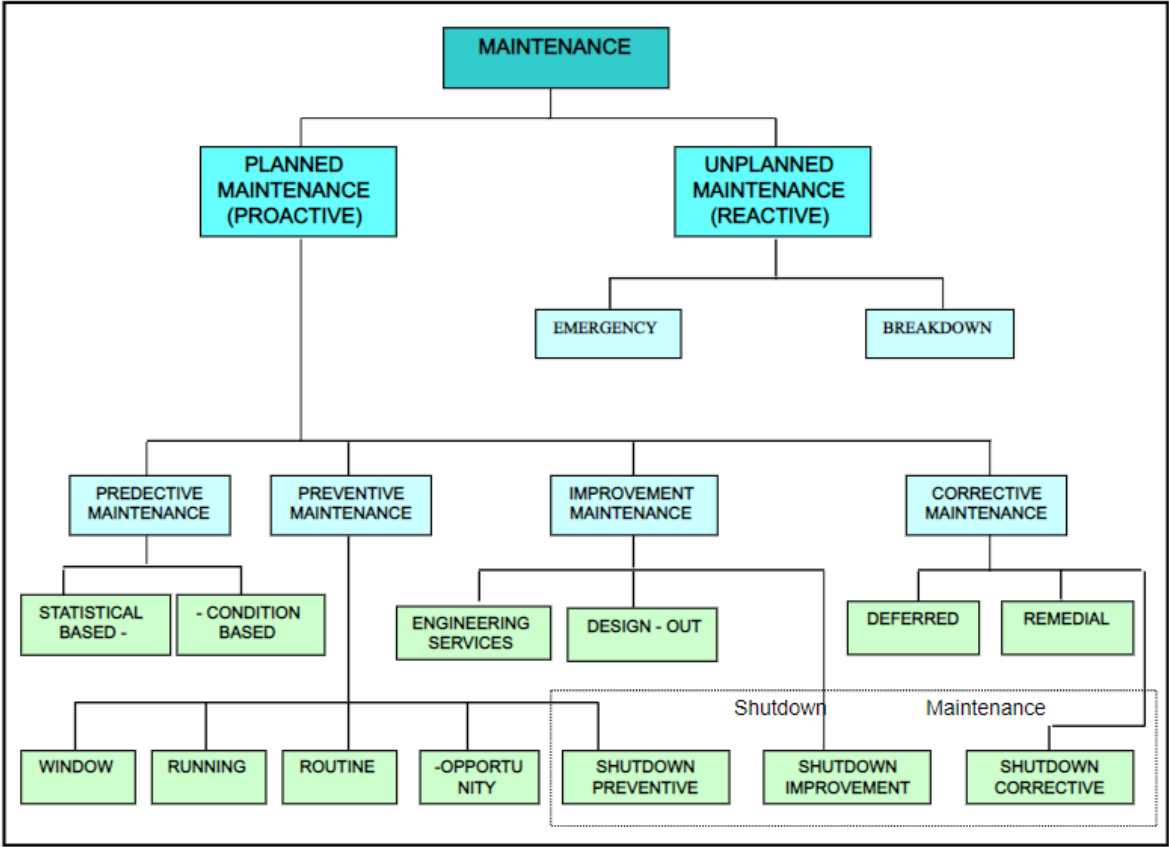 MAINTENANCE
PLANNED
MAINTENANCE
(PROACTIVE)
UNPLANNED
MAINTENANCE
(REACTIVE)
EMERGENCY
BREAKDOWN
PREDECTIVE
MAINTENANCE
PREVENTIVE
MAINTENANCE
IMPROVEMENT
MAINTENANCE
CORRECTIVE
MAINTENANCE
STATISTICAL
BASED -
- CONDITION
BASED
ENGINEERING
SERVICES
DESIGN - OUT
DEFERRED
REMEDIAL
Shutdown Maintenance
WINDOW
RUNNING
ROUTINE
-OPPORTU
NITY
SHUTDOWN
PREVENTIVE
SHUTDOWN
IMPROVEMENT
SHUTDOWN
CORRECTIVE